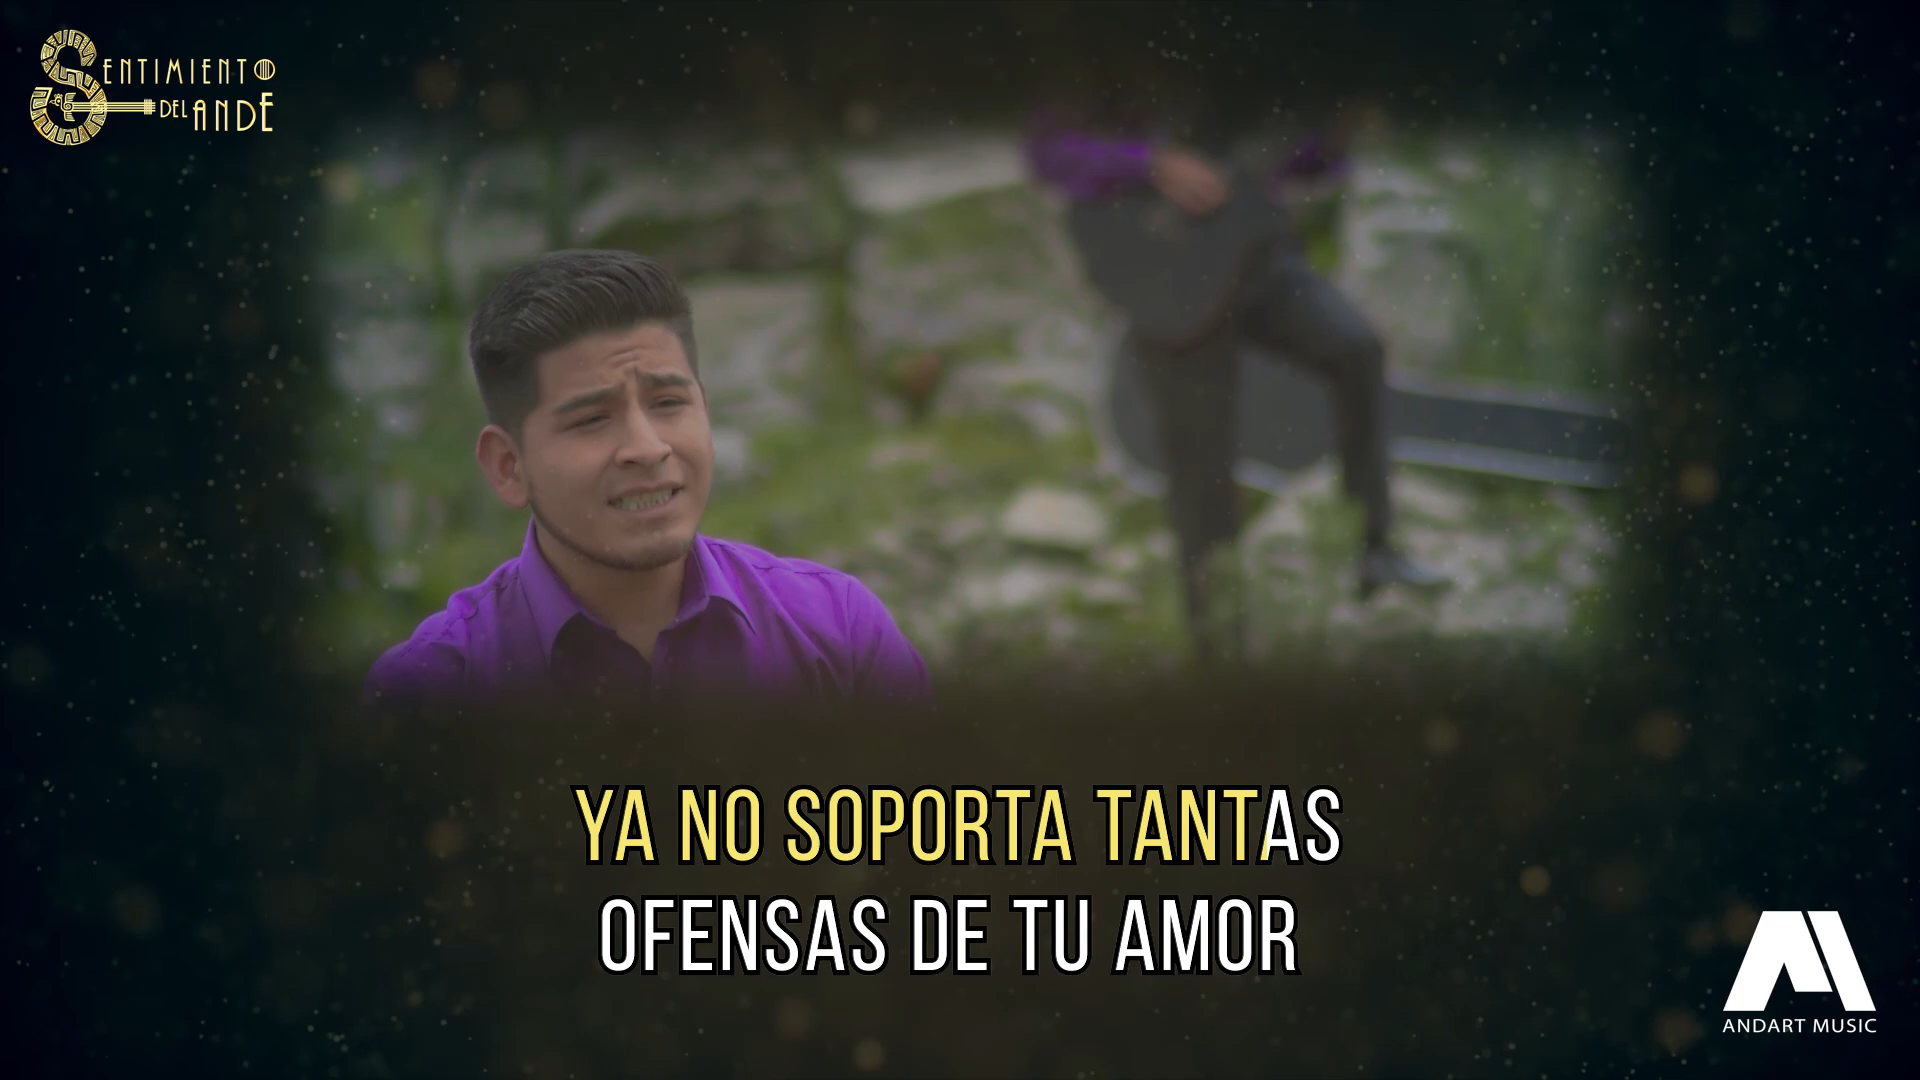 SENTIMIENTO
DEL ANDE
YA NO SOPORTA TANTAS
OFENSAS DE TU AMOR
ANDART MUSIC